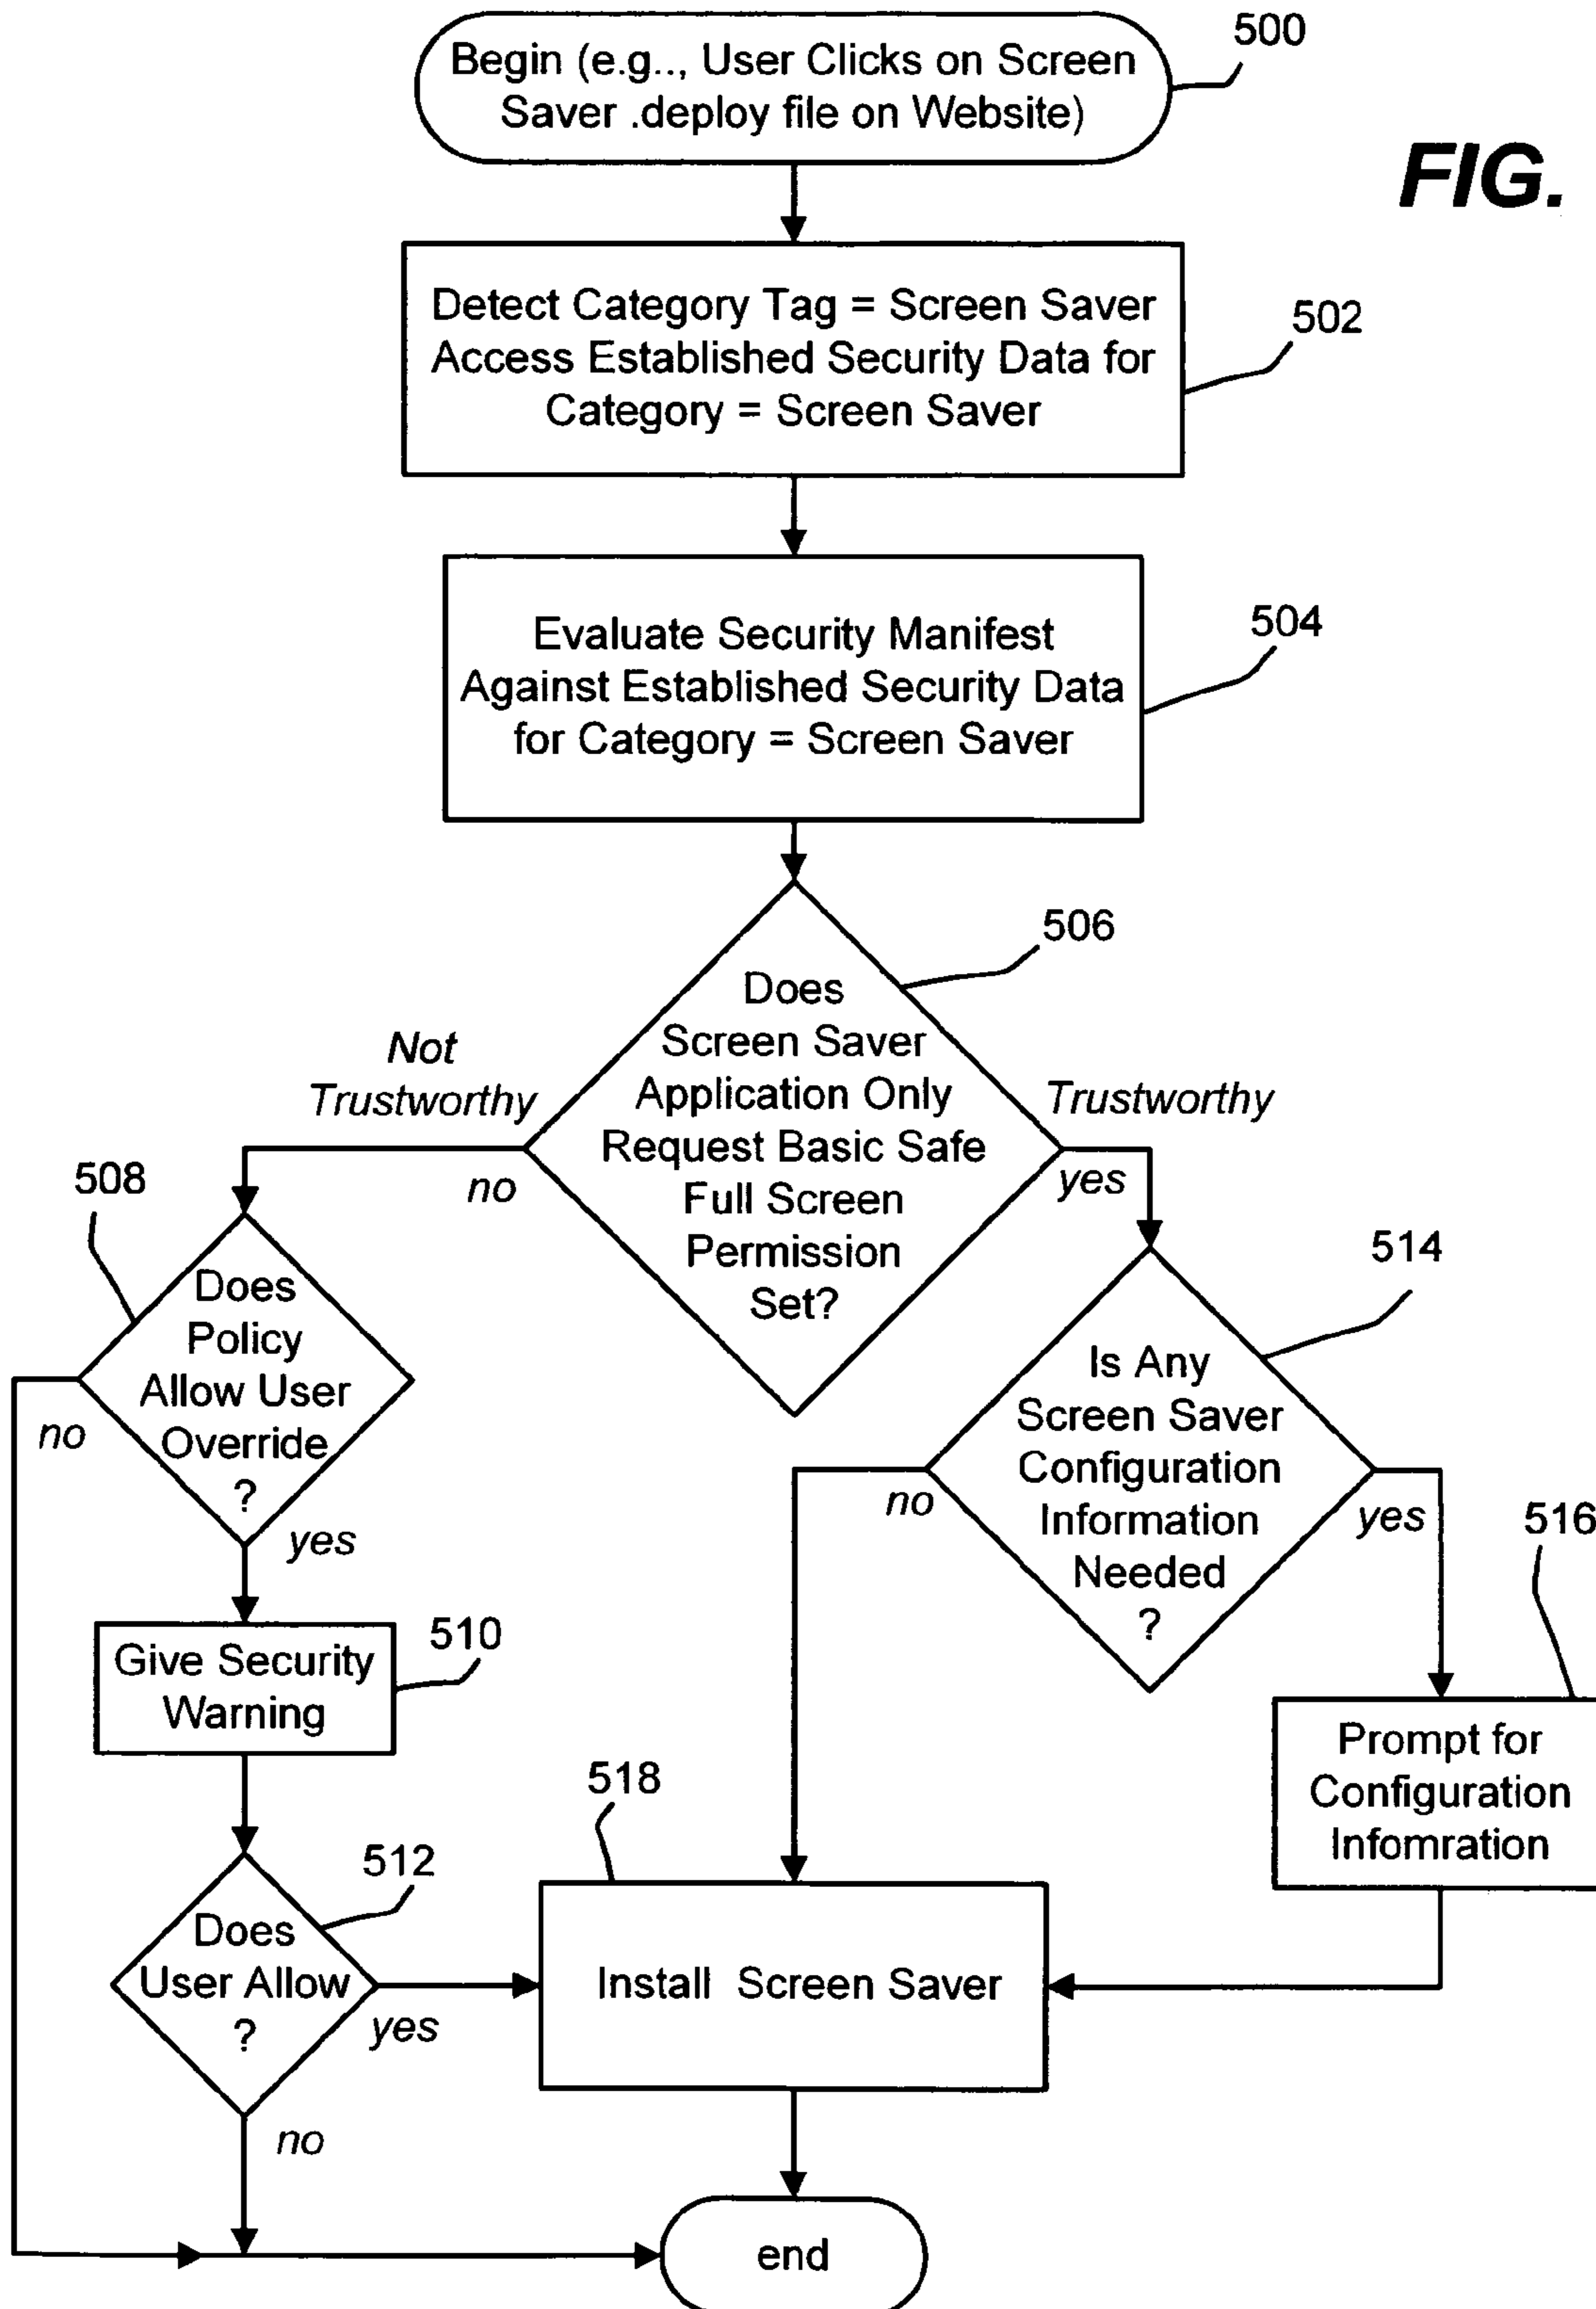 500
Begin (e.g.., User Clicks on Screen
Saver .deploy file on Website)
FIG.
502
Detect Category Tag = Screen Saver
Access Established Security Data for
Category = Screen Saver
504
Evaluate Security Manifest
Against Established Security Data
for Category = Screen Saver
506
Does
Screen Saver
Application Only
Request Basic Safe
Full Screen
Permission
Set?
Not
Trustworthy
no
Trustworthy
yes
508
Does
Policy
Allow User
Override
?
no
yes
514
Is Any
Screen Saver
Configuration
Information
Needed
?
no
yes
516
Prompt for
Configuration
Infomration
510
Give Security
Warning
512
Does
User Allow
?
yes
no
518
Install Screen Saver
end